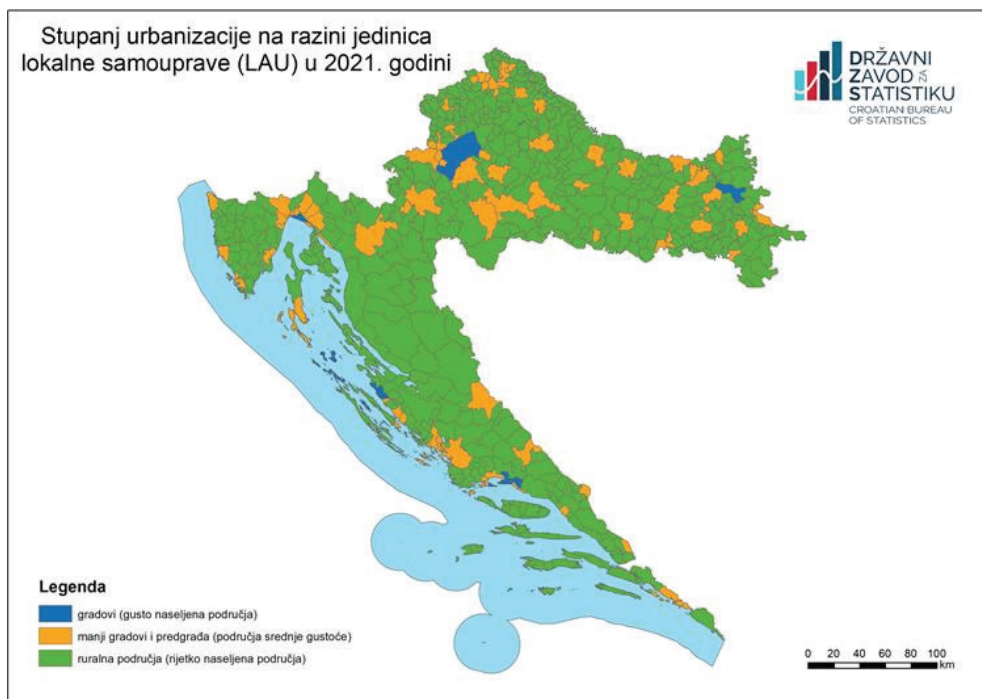 Stupanj urbanizacije na razini jedinica
lokalne samouprave (LAU) u 2021. godini
DRŽAVNI
ZAVOD ZA
STATISTIKU
CROATIAN BUREAU
OF STATISTICS
Legenda
gradovi (gusto naseljena područja)
manji gradovi i predgrađa (područja srednje gustoće)
ruralna područja (rijetko naseljena područja)
0 20 40 60 80 100
km